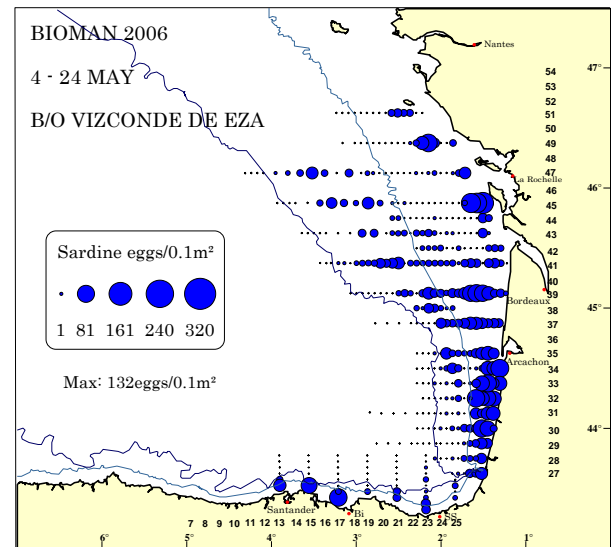 BIOMAN 2006
4 - 24 MAY
B/O VIZCONDE DE EZA
Nantes
47°
54
53
52
51
50
49
48
47
La Rochelle
46
46°
45
44
43
42
41
40
39
Bordeaux
38
45°
37
36
35
Arcachon
34
33
32
31
30
44°
29
28
27
Sardine eggs/0.1m²
1 81 161 240 320
Max: 132eggs/0.1m²
Santander
Bi
SS
7 8 9 10 11 12 13 14 15 16 17 18 19 20 21 22 23 24 25
6° 5° 4° 3° 2° 1°